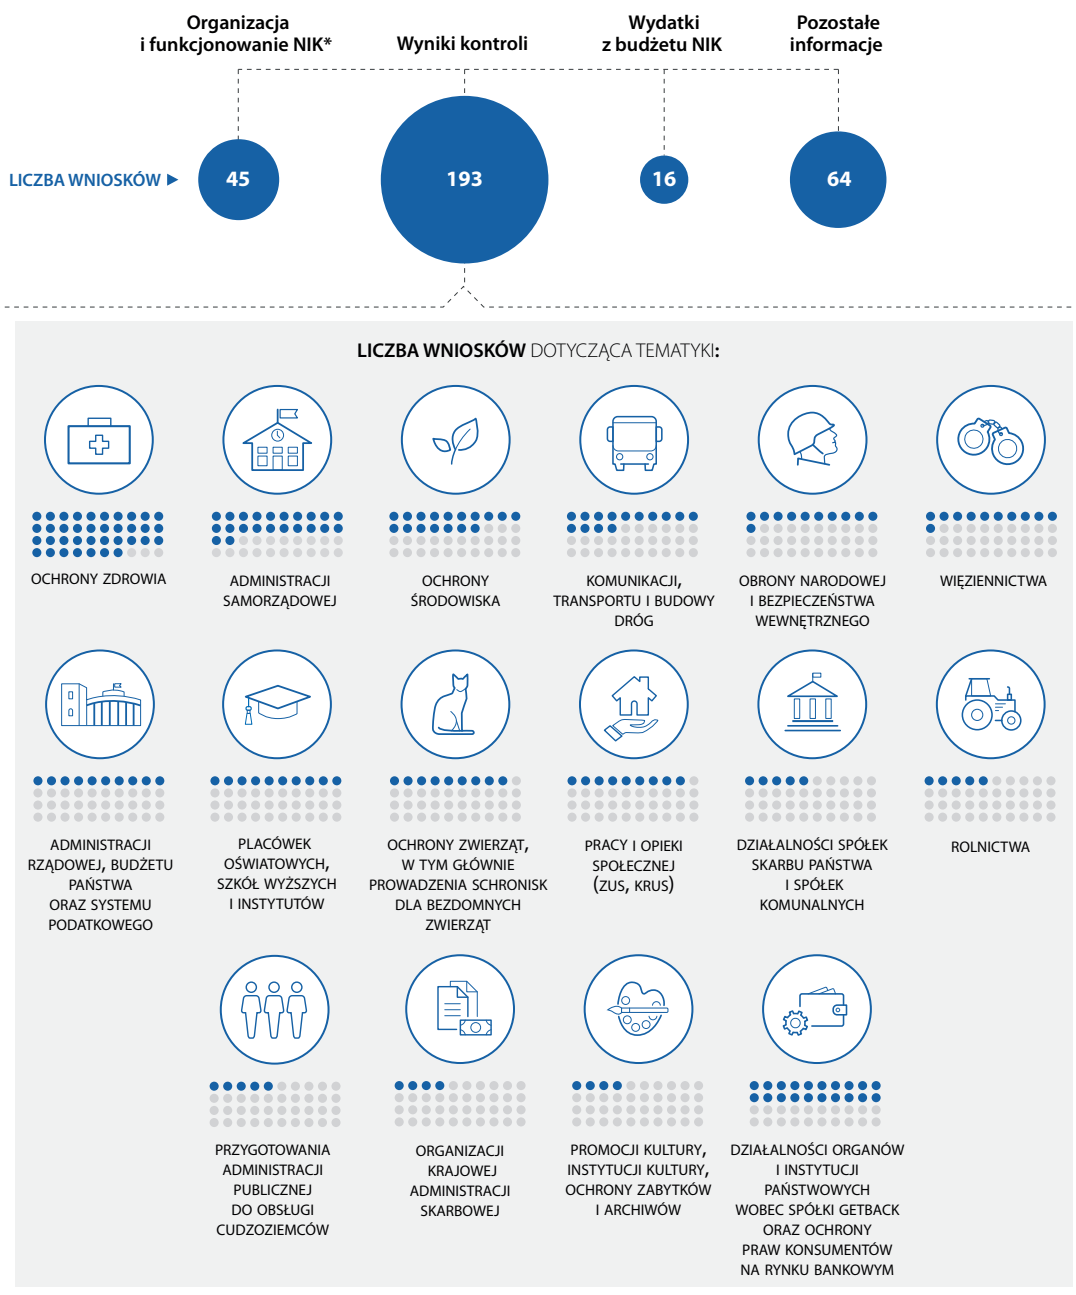 Organizacja
i funkcjonowanie NIK*
Wyniki kontroli
Wydatki
z budżetu NIK
Pozostałe
informacje
LICZBA WNIOSKÓW
45
193
16
64
LICZBA WNIOSKÓW DOTYCZĄCA TEMATYKI:
OCHRONY ZDROWIA
ADMINISTRACJI
SAMORZĄDOWEJ
OCHRONY
ŚRODOWISKA
KOMUNIKACJI,
TRANSPORTU I BUDOWY
DRÓG
OBRONY NARODOWEJ
I BEZPIECZEŃSTWA
WEWNĘTRZNEGO
WIĘZIENNICTWA
ADMINISTRACJI
RZĄDOWEJ, BUDŻETU
PAŃSTWA
ORAZ SYSTEMU
PODATKOWEGO
PLACÓWEK
OŚWIATOWYCH,
SZKÓŁ WYŻSZYCH
I INSTYTUTÓW
OCHRONY ZWIERZĄT,
W TYM GŁÓWNIE
PROWADZENIA SCHRONISK
DLA BEZDOMNYCH
ZWIERZĄT
PRACY I OPIEKI
SPOŁECZNEJ
(ZUS, KRUS)
DZIAŁALNOŚCI SPÓŁEK
SKARBU PAŃSTWA
I SPÓŁEK
KOMUNALNYCH
ROLNICTWA
PRZYGOTOWANIA
ADMINISTRACJI
PUBLICZNEJ
DO OBSŁUGI
CUDZOZIEMCÓW
ORGANIZACJI
KRAJOWEJ
ADMINISTRACJI
SKARBOWEJ
PROMOCJI KULTURY,
INSTYTUCJI KULTURY,
OCHRONY ZABYTKÓW
I ARCHIWÓW
DZIAŁALNOŚCI ORGANÓW
I INSTYTUCJI
PAŃSTWOWYCH
WOBEC SPÓŁKI GETBACK
ORAZ OCHRONY
PRAW KONSUMENTÓW
NA RYNKU BANKOWYM